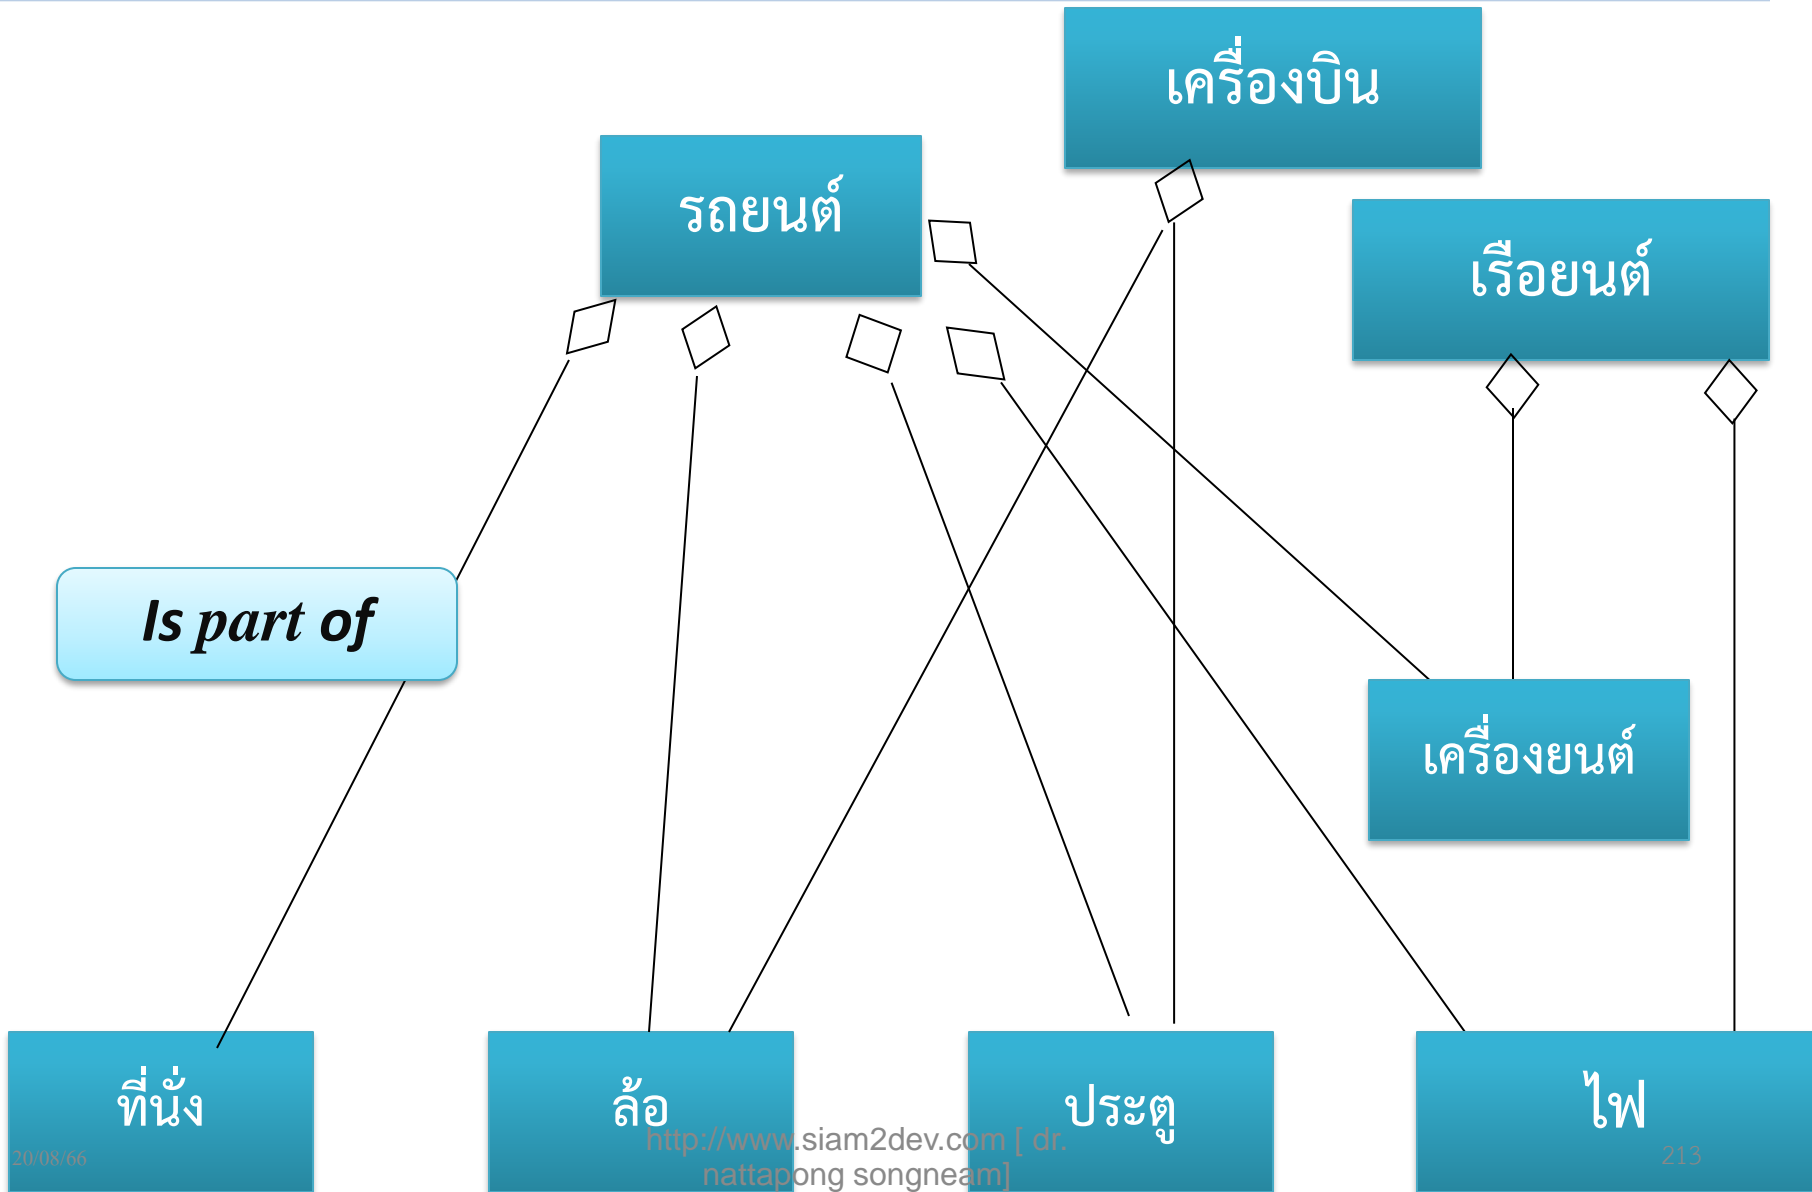 เครื่องบิน
รถยนต์
เรือยนต์
Is part of
เครื่องยนต์
ที่นั่ง
ล้อ
ประตู
ไฟ
20/08/66
http://www.siam2dev.com [ dr.
nattapong songneam]
213